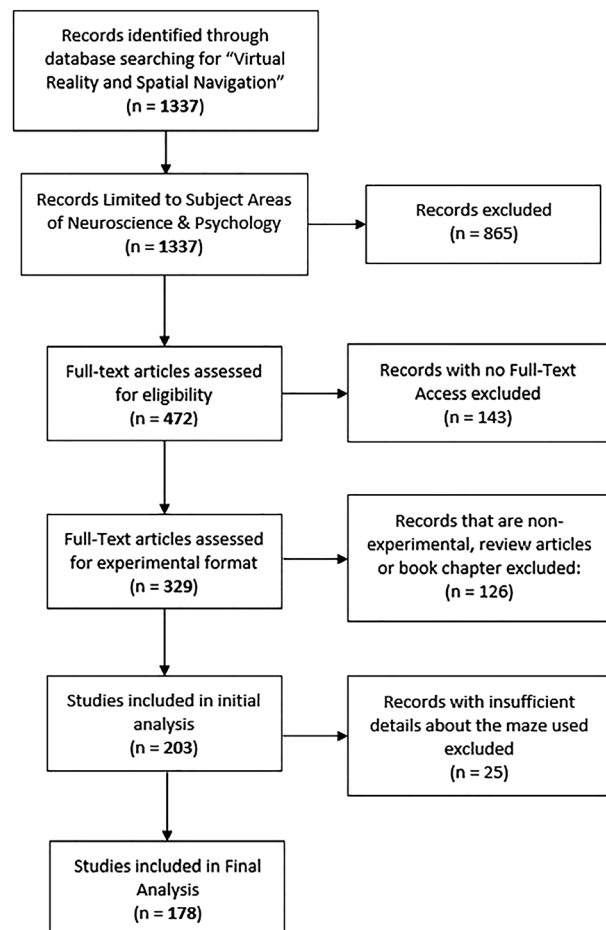 Records identified through
database searching for “Virtual
Reality and Spatial Navigation”
(n = 1337)
Records Limited to Subject Areas
of Neuroscience & Psychology
(n = 1337)
Records excluded
(n = 865)
Full-text articles assessed
for eligibility
(n = 472)
Records with no Full-Text
Access excluded
(n = 143)
Full-Text articles assessed
for experimental format
(n = 329)
Records that are non-
experimental, review articles
or book chapter excluded:
(n = 126)
Studies included in initial
analysis
(n = 203)
Records with insufficient
details about the maze used
excluded
(n = 25)
Studies included in Final
Analysis
(n = 178)